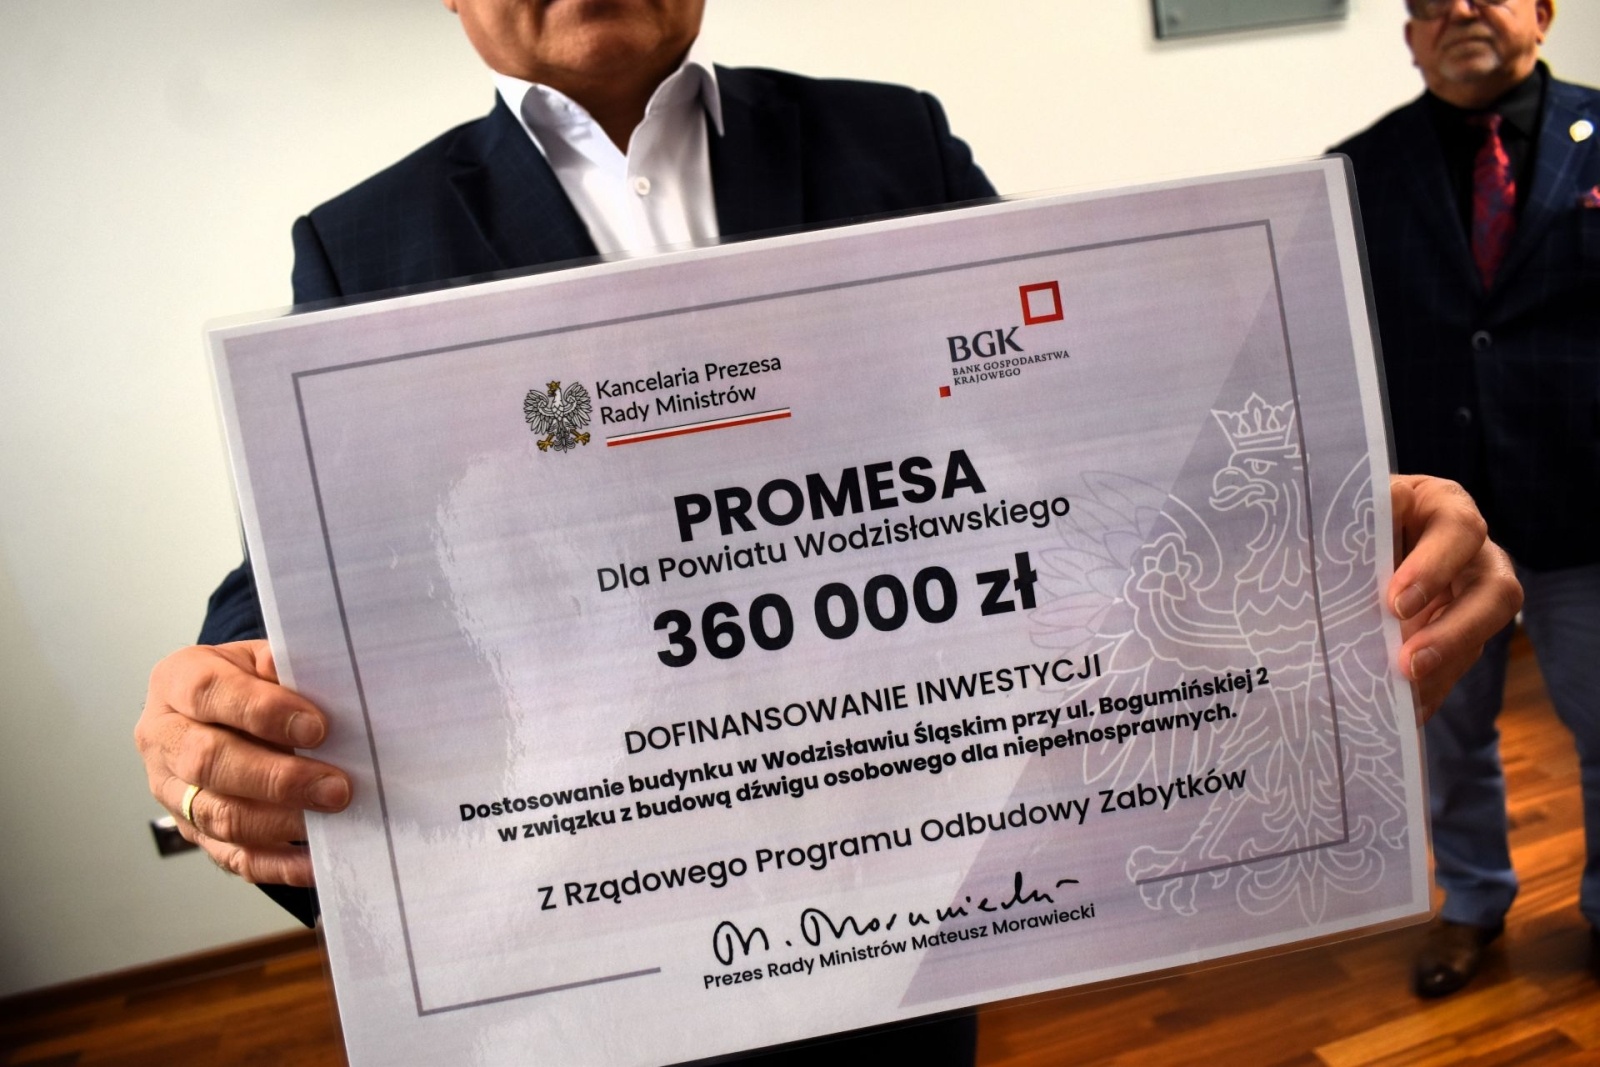 Kancelaria Prezesa
Rady Ministrów
BGK
BANK GOSPODARSTWA
KRAJOWEGO
PROMESA
Dla Powiatu Wodzisławskiego
360 000 zł
DOFINANSOWANIE INWESTYCJI
Dostosowanie budynku w Wodzisławiu Śląskim przy ul. Bogumińskiej 2
w związku z budową dźwigu osobowego dla niepełnosprawnych.
Z Rządowego Programu Odbudowy Zabytków
M. Morawiecki
Prezes Rady Ministrów Mateusz Morawiecki